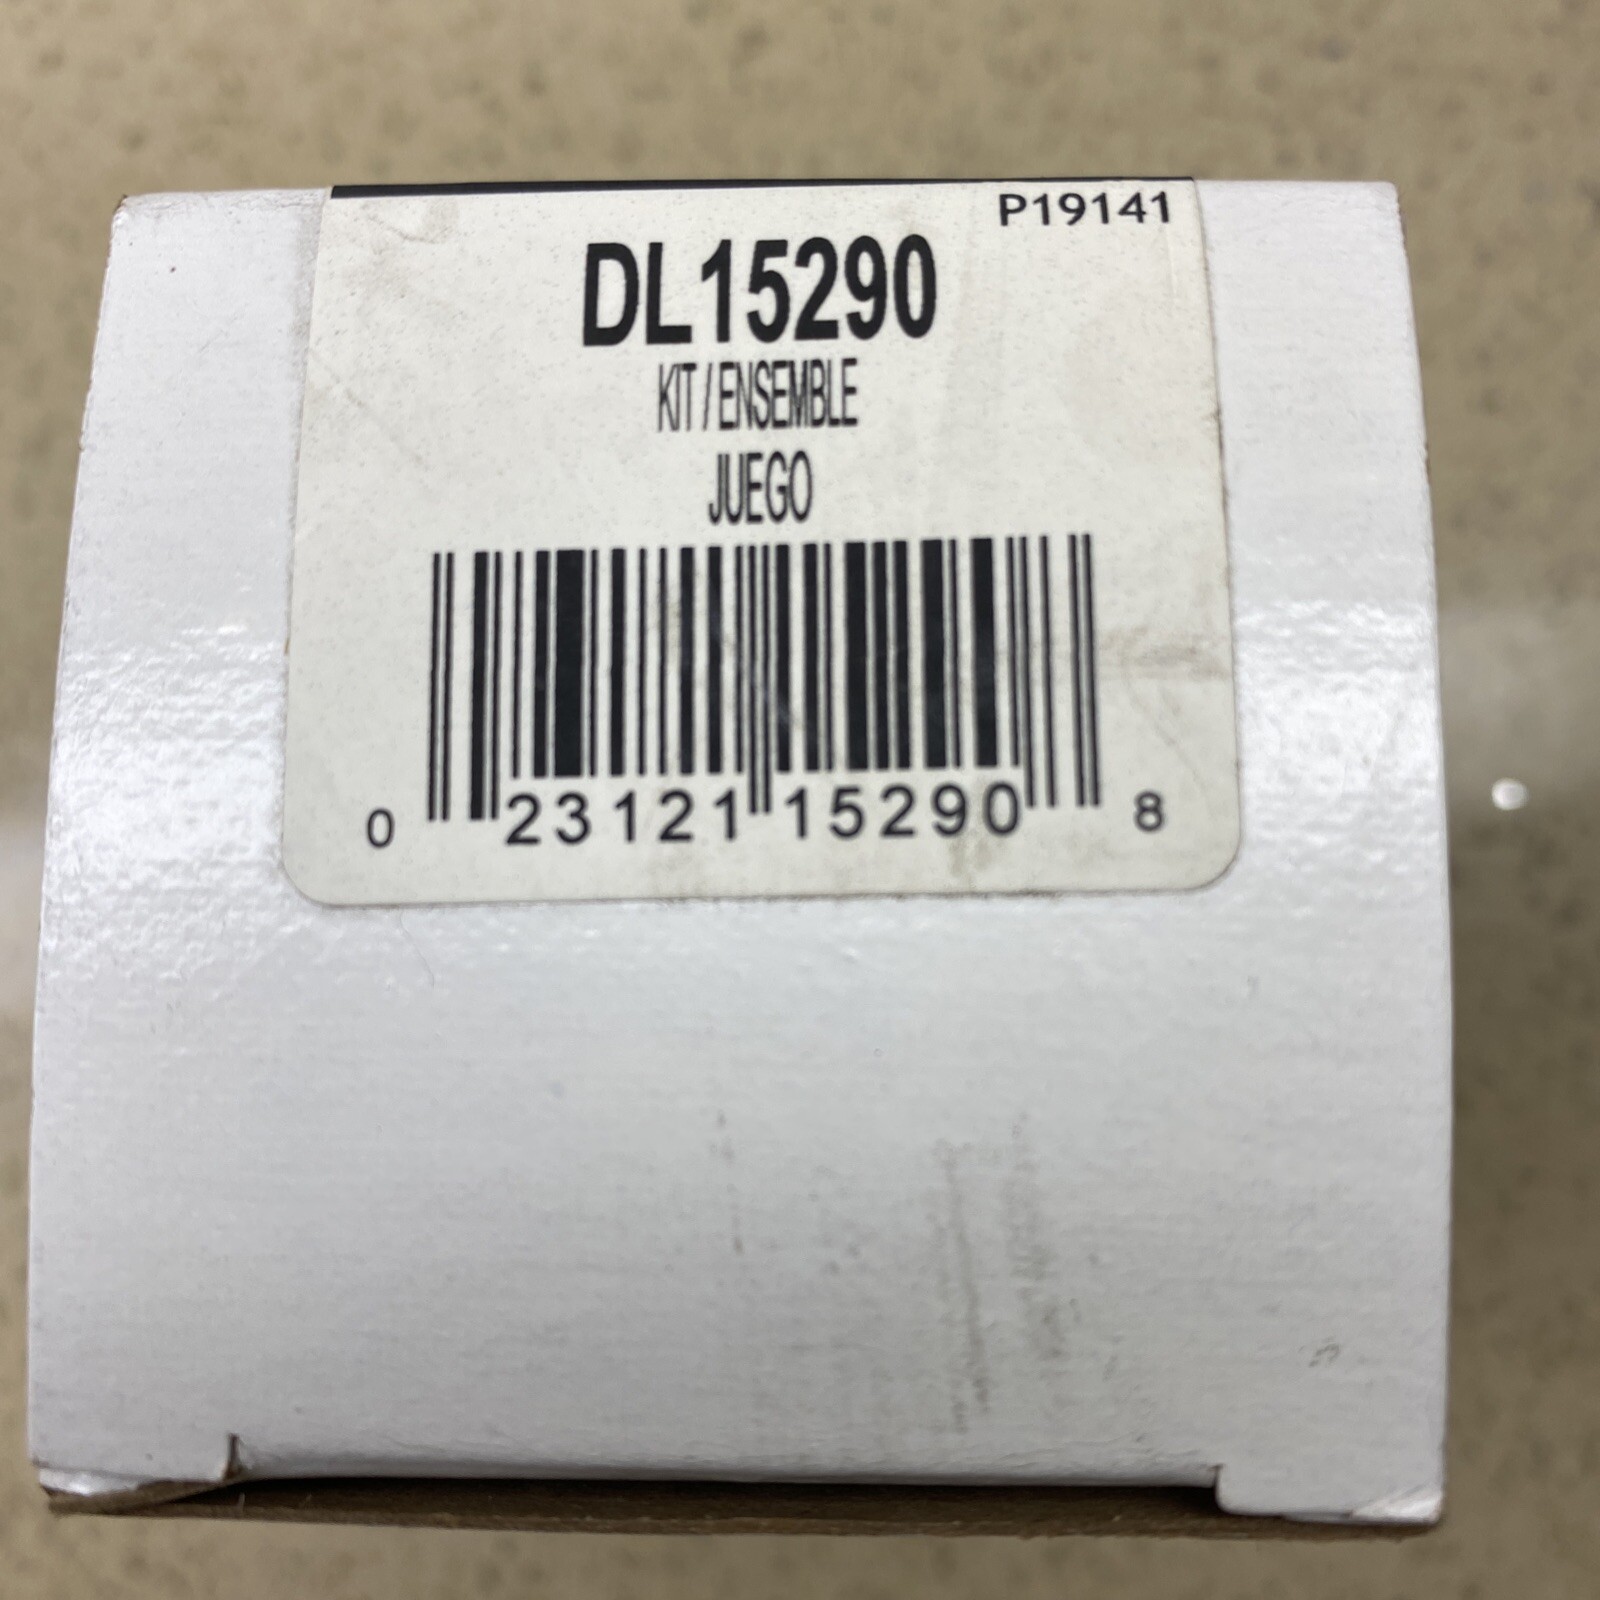 P19141
DL15290
KIT / ENSEMBLE
JUEGO
0 23121 15290 8